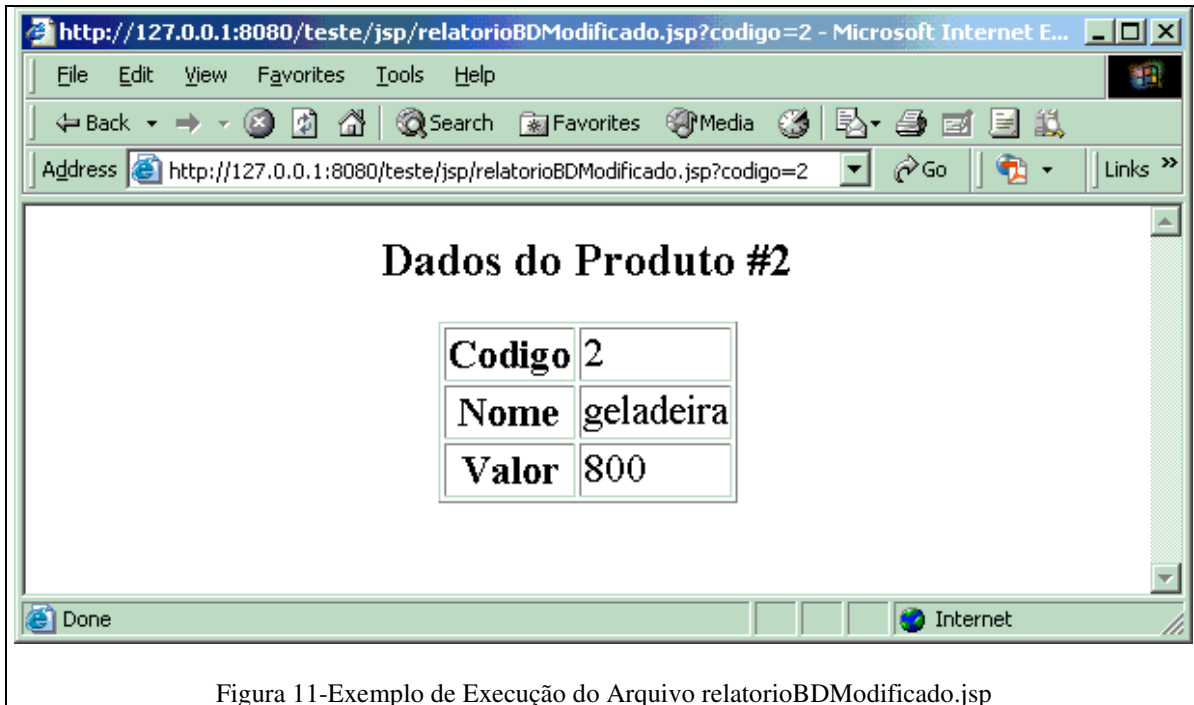 http://127.0.0.1:8080/teste/jsp/relatorioBDModificado.jsp?codigo=2 - Microsoft Internet E...
File Edit View Favorites Tools Help
Back Search Favorites Media
Address http://127.0.0.1:8080/teste/jsp/relatorioBDModificado.jsp?codigo=2 Go Links »
Dados do Produto #2
Codigo 2
Nome geladeira
Valor 800
Done Internet
Figura 11-Exemplo de Execução do Arquivo relatorioBDModificado.jsp